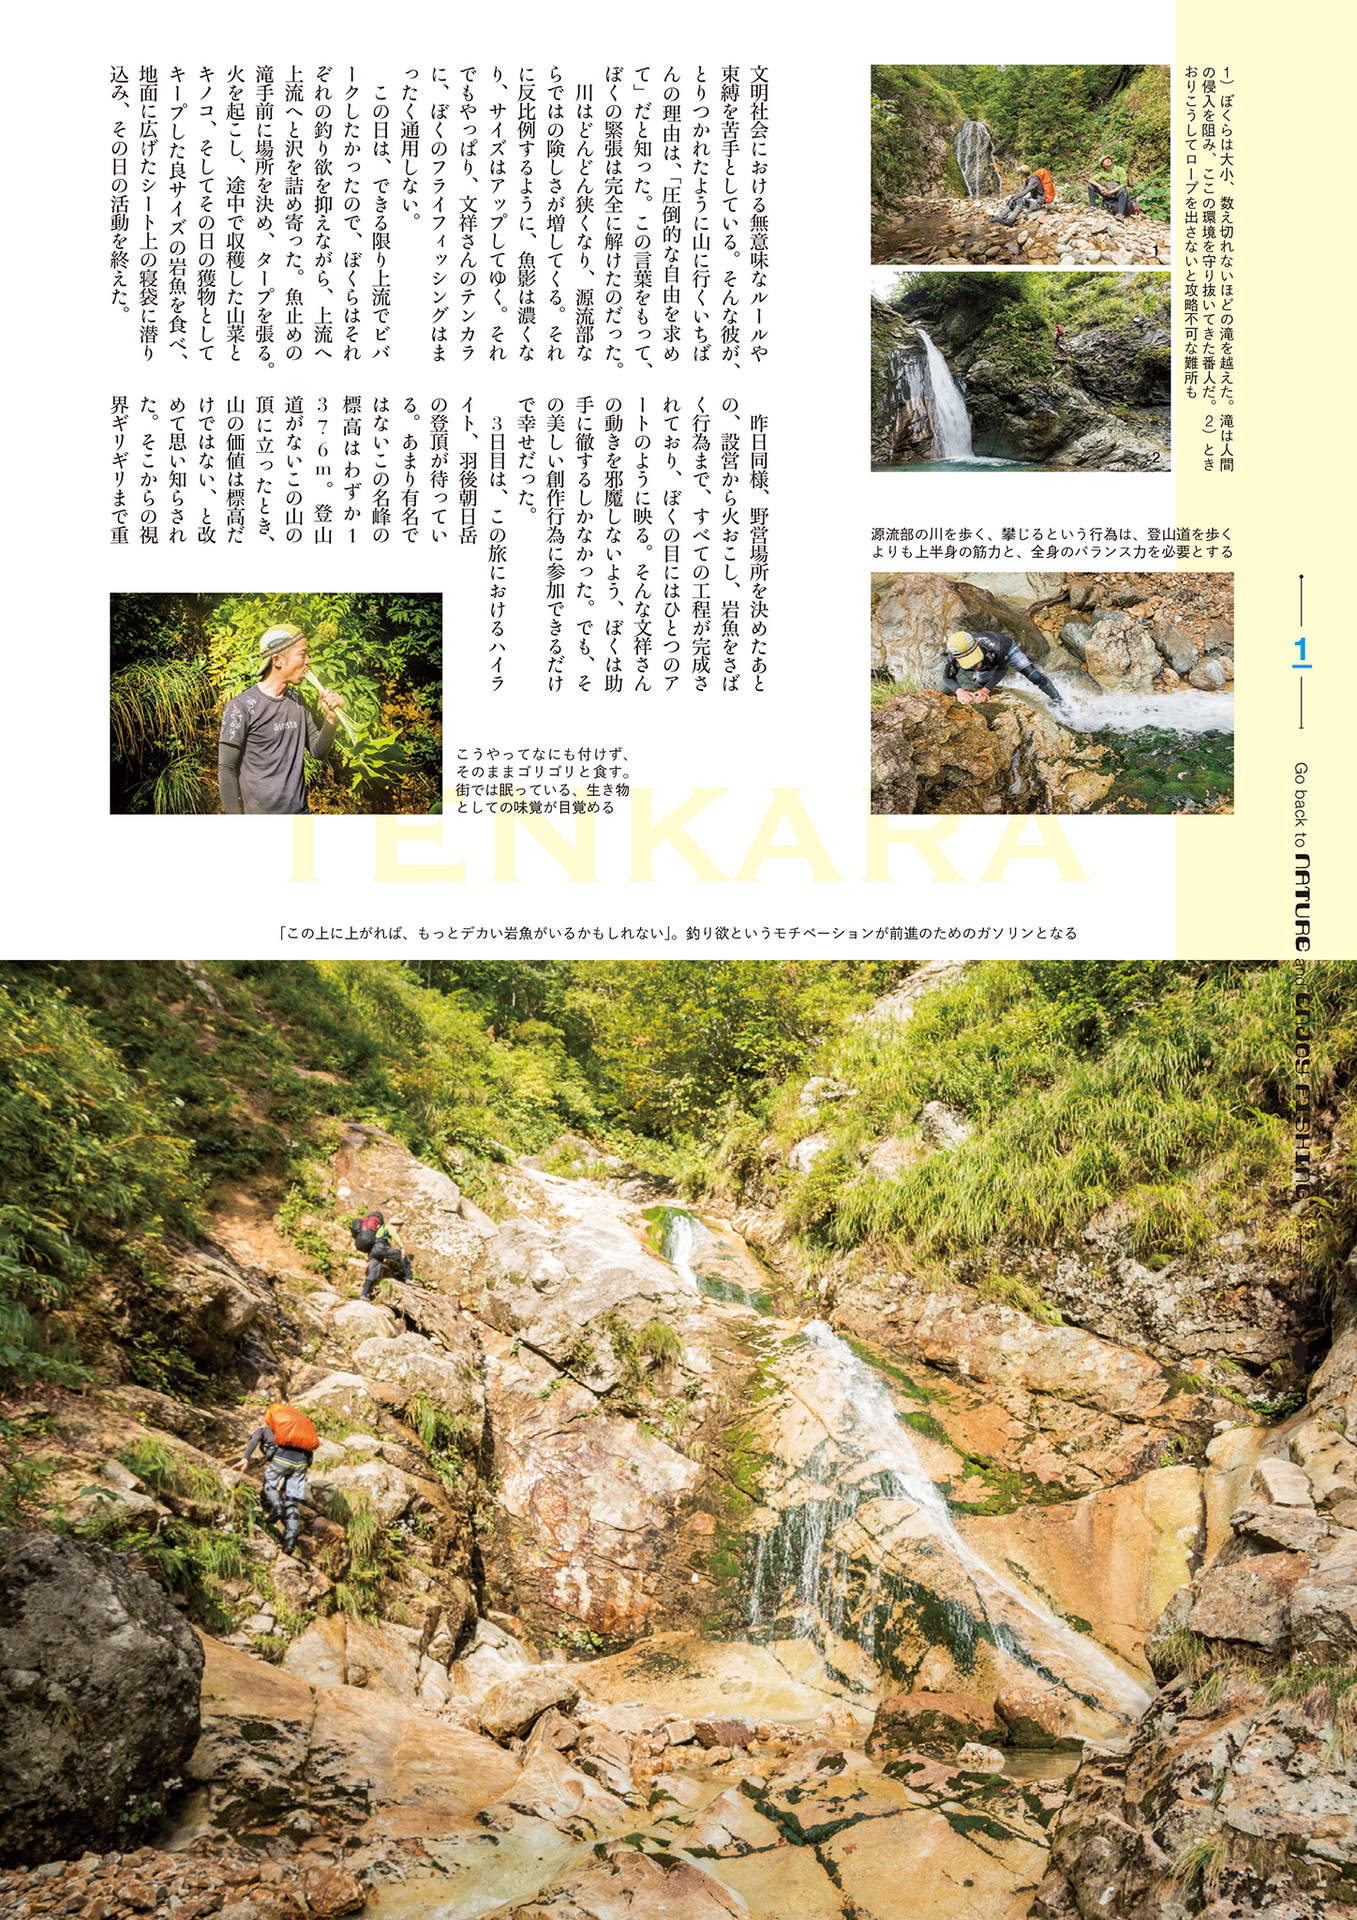 1）ぼくらは大小、数え切れないほどの滝を越えた。滝は人間
の侵入を阻み、ここの環境を守り抜いてきた番人だ。2）とき
おりこうしてロープを出さないと攻略不可な難所も
1
2
源流部の川を歩く、攀じるという行為は、登山道を歩く
よりも上半身の筋力と、全身のバランス力を必要とする
文明社会における無意味なルールや
束縛を苦手としている。そんな彼が、
とりつかれたように山に行くいちば
んの理由は、「圧倒的な自由を求め
て」だと知った。この言葉をもって、
ぼくの緊張は完全に解けたのだった。
川はどんどん狭くなり、源流部な
らではの険しさが増してくる。それ
に反比例するように、魚影は濃くな
り、サイズはアップしてゆく。それ
でもやっぱり、文祥さんのテンカラ
に、ぼくのフライフィッシングはま
ったく通用しない。
この日は、できる限り上流でビバ
ークしたかったので、ぼくらはそれ
ぞれの釣り欲を抑えながら、上流へ
上流へと沢を詰め寄った。魚止めの
滝手前に場所を決め、タープを張る。
火を起こし、途中で収穫した山菜と
キノコ、そしてその日の獲物として
キープした良サイズの岩魚を食べ、
地面に広げたシート上の寝袋に潜り
込み、その日の活動を終えた。
昨日同様、野営場所を決めたあと
の、設営から火おこし、岩魚をさば
く行為まで、すべての工程が完成さ
れており、ぼくの目にはひとつのア
ートのように映る。そんな文祥さん
の動きを邪魔しないよう、ぼくは助
手に徹するしかなかった。でも、そ
の美しい創作行為に参加できるだけ
で幸せだった。
3日目は、この旅におけるハイラ
イト、羽後朝日岳
の登頂が待ってい
る。あまり有名で
はないこの名峰の
標高はわずか1
376m。登山
道がないこの山の
頂に立ったとき、
山の価値は標高だ
けではない、と改
めて思い知らされ
た。そこからの視
界ギリギリまで重
airista
こうやってなにも付けず、
そのままゴリゴリと食す。
街では眠っている、生き物
としての味覚が目覚める
TENKARA
「この上に上がれば、もっとデカい岩魚がいるかもしれない」。釣り欲というモチベーションが前進のためのガソリンとなる
1
Go back to NATURE and ENJOY FISHING